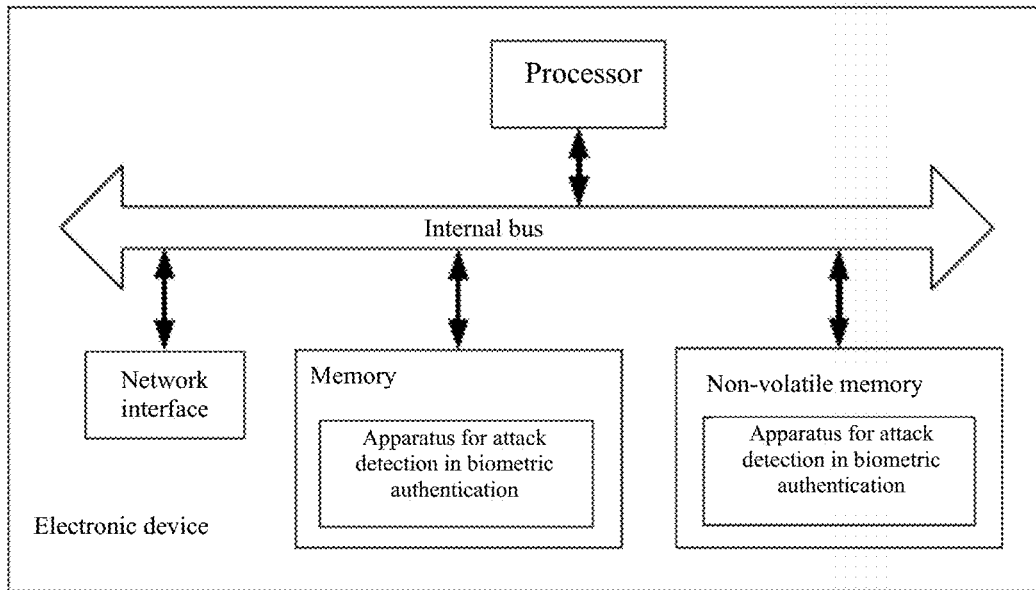 Processor
Internal bus
Network
interface
Memory
Apparatus for attack
detection in biometric
authentication
Non-volatile memory
Apparatus for attack
detection in biometric
authentication
Electronic device